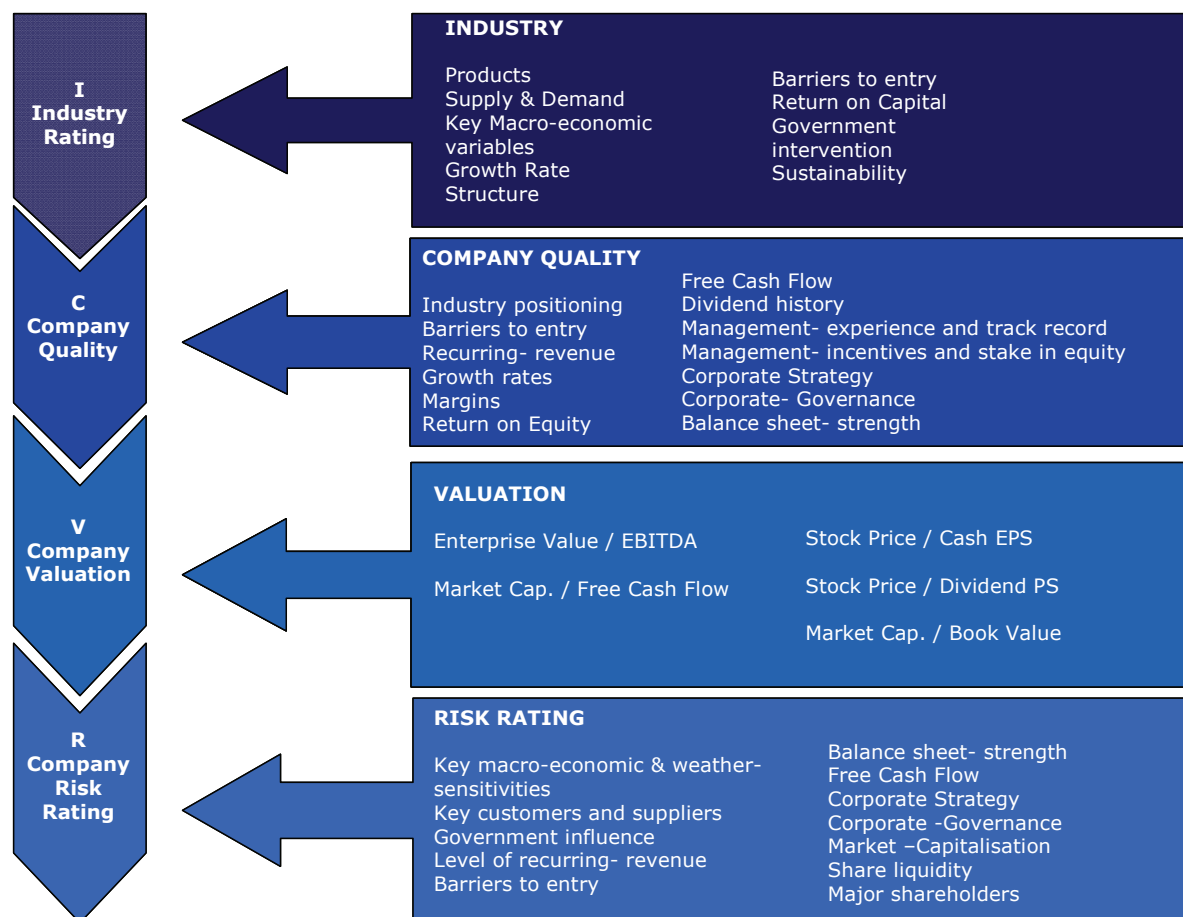 I
Industry
Rating
INDUSTRY
Products
Supply & Demand
Key Macro-economic
variables
Growth Rate
Structure
Barriers to entry
Return on Capital
Government
intervention
Sustainability
C
Company
Quality
COMPANY QUALITY
Industry positioning
Barriers to entry
Recurring- revenue
Growth rates
Margins
Return on Equity
Free Cash Flow
Dividend history
Management- experience and track record
Management- incentives and stake in equity
Corporate Strategy
Corporate- Governance
Balance sheet- strength
V
Company
Valuation
VALUATION
Enterprise Value / EBITDA
Market Cap. / Free Cash Flow
Stock Price / Cash EPS
Stock Price / Dividend PS
Market Cap. / Book Value
R
Company
Risk
Rating
RISK RATING
Key macro-economic & weather-
sensitivities
Key customers and suppliers
Government influence
Level of recurring- revenue
Barriers to entry
Balance sheet- strength
Free Cash Flow
Corporate Strategy
Corporate -Governance
Market –Capitalisation
Share liquidity
Major shareholders